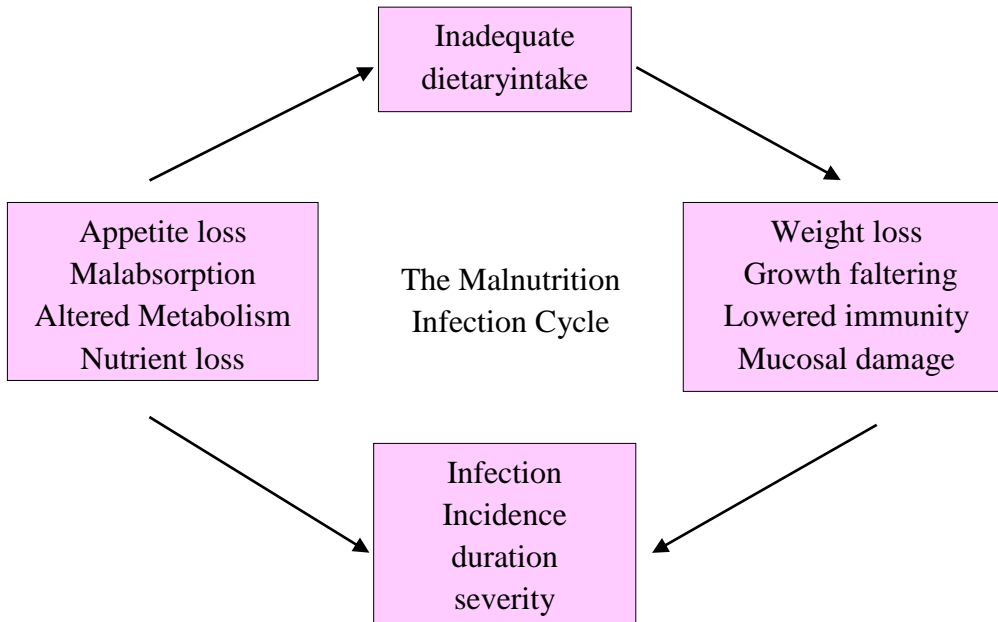 Inadequate
dietaryintake
Appetite loss
Malabsorption
Altered Metabolism
Nutrient loss
The Malnutrition
Infection Cycle
Weight loss
Growth faltering
Lowered immunity
Mucosal damage
Infection
Incidence
duration
severity